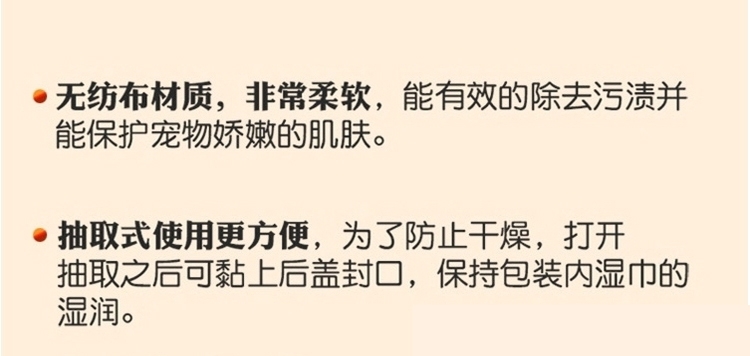 无纺布材质，非常柔软，能有效的除去污渍并
能保护宠物娇嫩的肌肤。
抽取式使用更方便，为了防止干燥，打开
抽取之后可黏上后盖封口，保持包装内湿巾的
湿润。